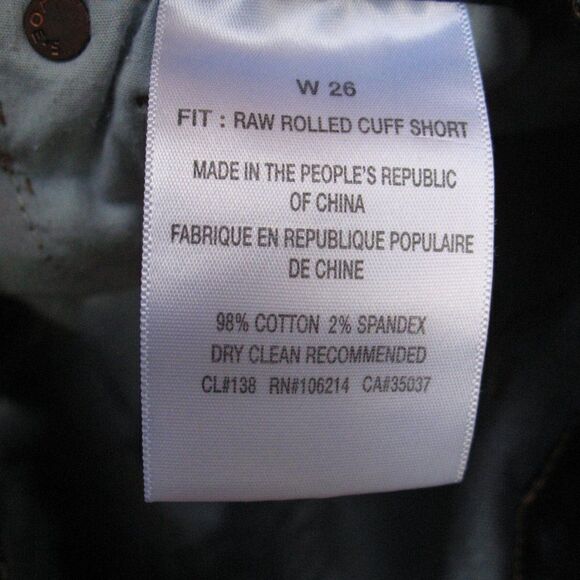 W 26
FIT : RAW ROLLED CUFF SHORT
MADE IN THE PEOPLE'S REPUBLIC
OF CHINA
FABRIQUE EN REPUBLIQUE POPULAIRE
DE CHINE
98% COTTON 2% SPANDEX
DRY CLEAN RECOMMENDED
CL#138 RN#106214 CA#35037